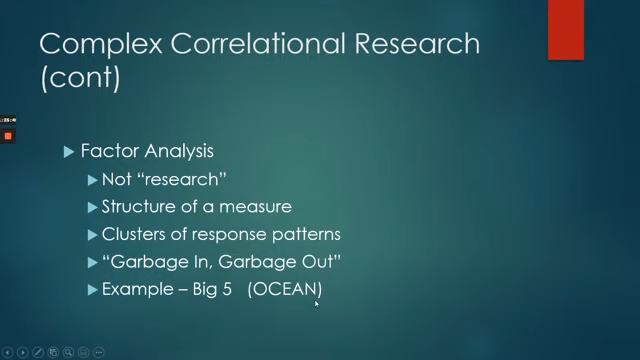 Complex Correlational Research
(cont)
Factor Analysis
Not “research”
Structure of a measure
Clusters of response patterns
“Garbage In, Garbage Out”
Example – Big 5 (OCEAN)